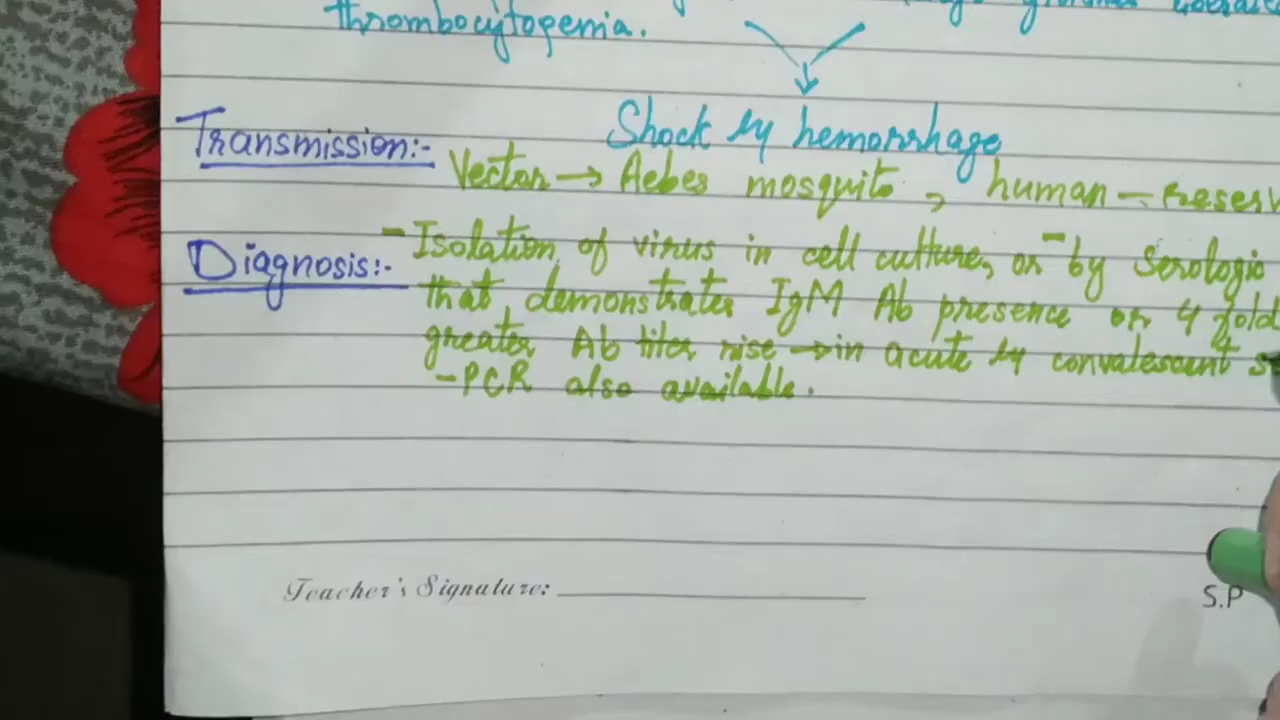 thrombocytopenia.
Shock by hemorrhage
Transmission:-
Vector → Aebes mosquito, human – reserv
Diagnosis:-
- Isolation of virus in cell culture, or - by Serologic
that demonstrates IgM Ab presence or 4 fold
greater Ab titer rise → in acute by convalescent s
- PCR also available.
Teacher's Signature:
S.P